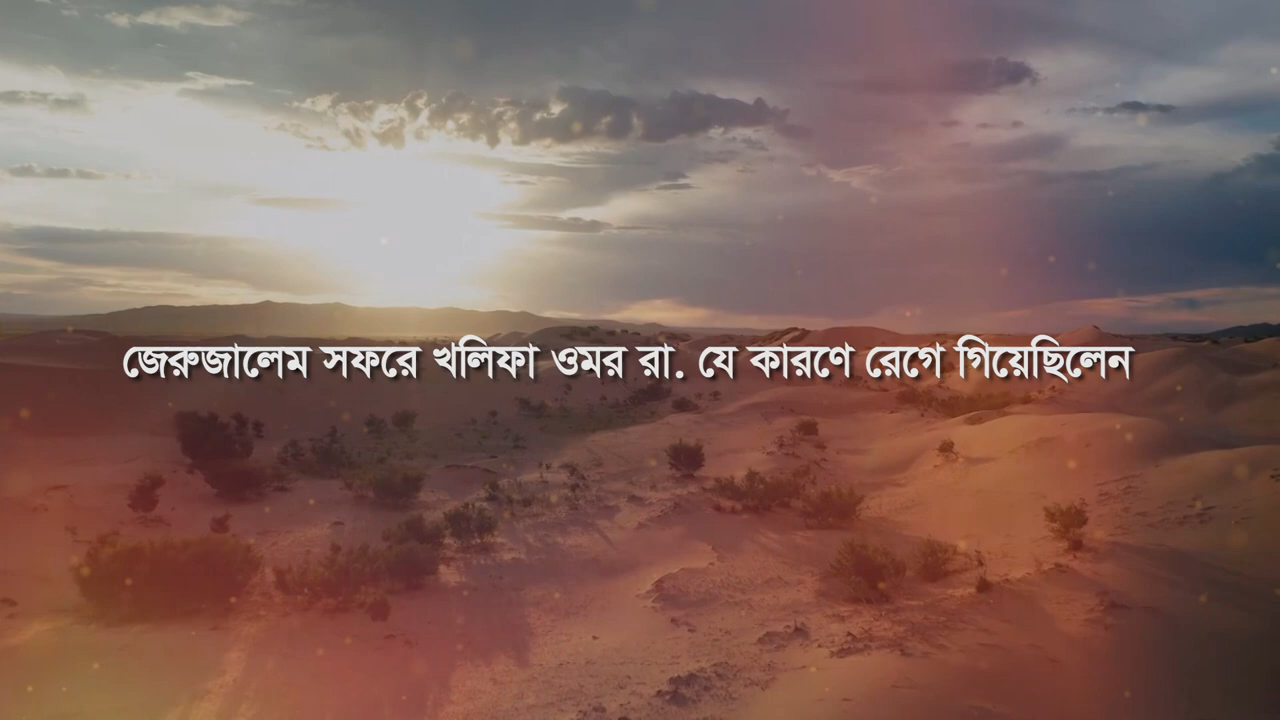 জেরুজালেম সফরে খলিফা ওমর রা. যে কারণে রেগে গিয়েছিলেন